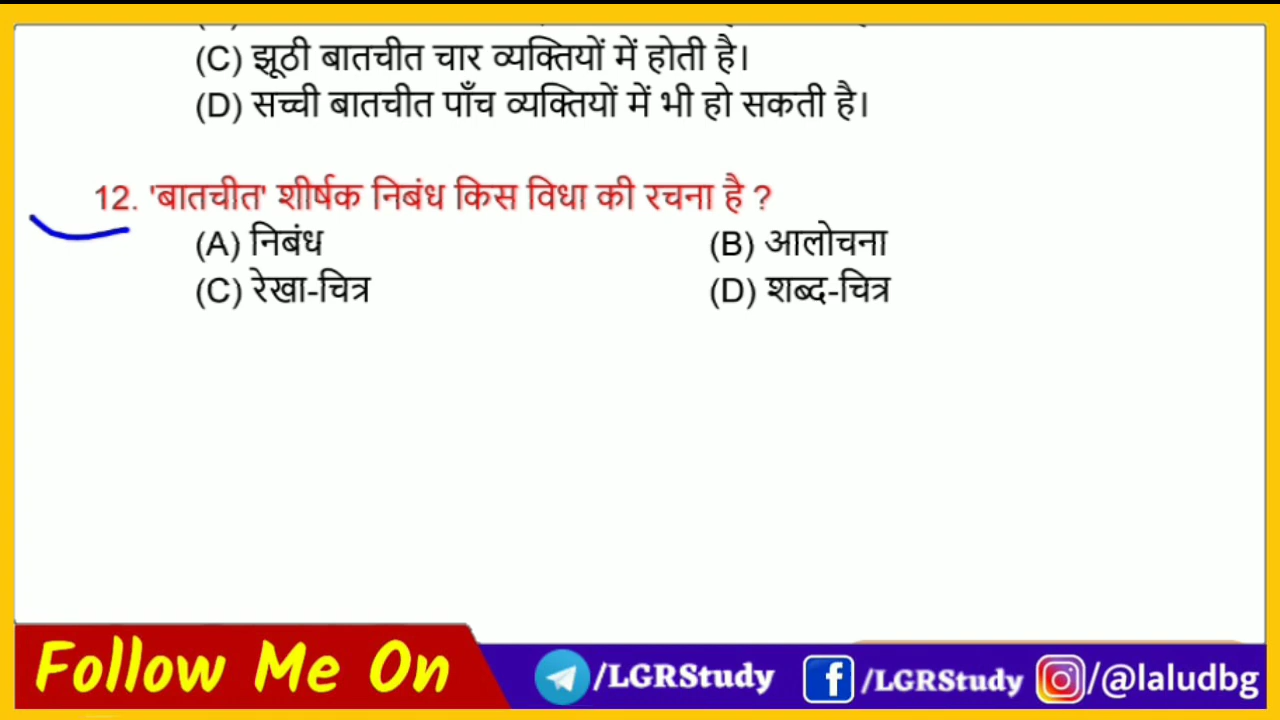 (C) झूठी बातचीत चार व्यक्तियों में होती है।
(D) सच्ची बातचीत पाँच व्यक्तियों में भी हो सकती है।
12. 'बातचीत' शीर्षक निबंध किस विधा की रचना है ?
(A) निबंध (B) आलोचना
(C) रेखा-चित्र (D) शब्द-चित्र
Follow Me On /LGRStudy /LGRStudy /@laludbg